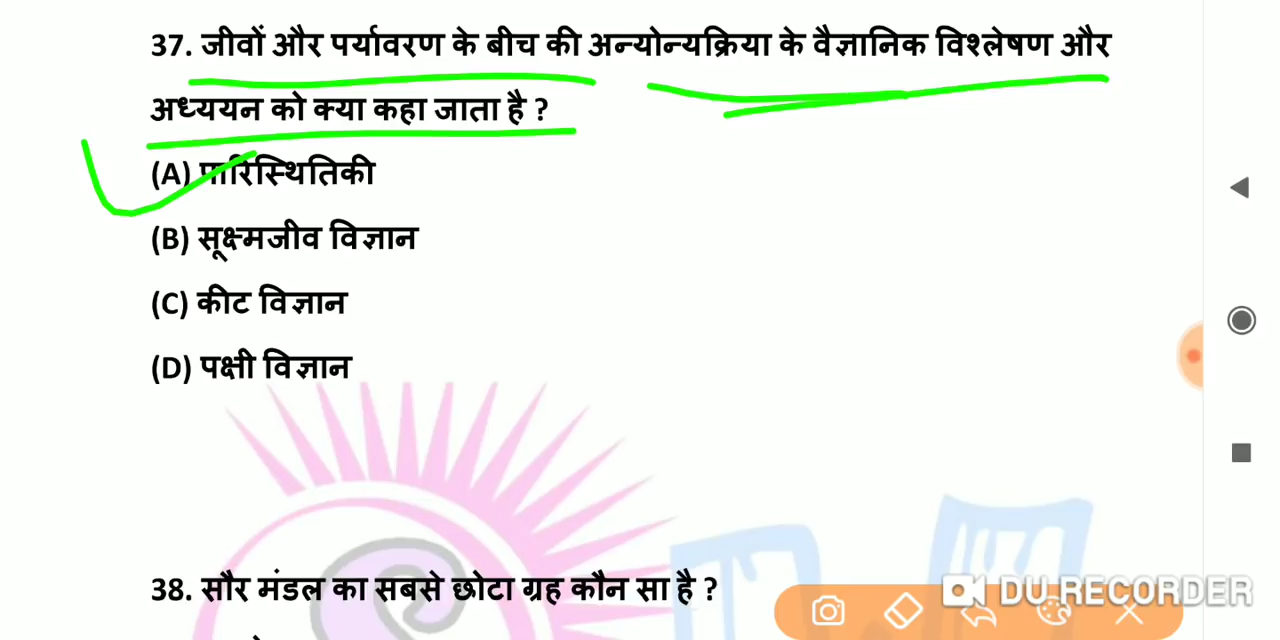 37. जीवों और पर्यावरण के बीच की अन्योन्यक्रिया के वैज्ञानिक विश्लेषण और
अध्ययन को क्या कहा जाता है ?
(A) पारिस्थितिकी
(B) सूक्ष्मजीव विज्ञान
(C) कीट विज्ञान
(D) पक्षी विज्ञान
38. सौर मंडल का सबसे छोटा ग्रह कौन सा है ?
DU RECORDER